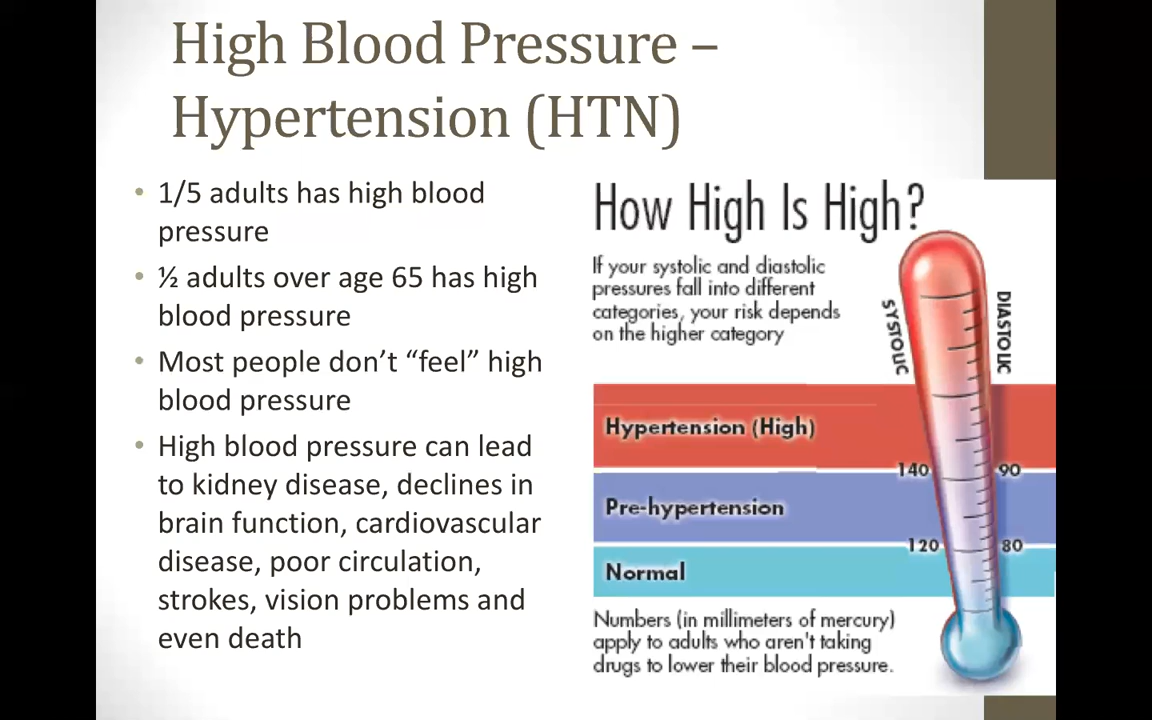 High Blood Pressure –
Hypertension (HTN)
• 1/5 adults has high blood
pressure
• ½ adults over age 65 has high
blood pressure
• Most people don’t “feel” high
blood pressure
• High blood pressure can lead
to kidney disease, declines in
brain function, cardiovascular
disease, poor circulation,
strokes, vision problems and
even death
How High Is High?
If your systolic and diastolic
pressures fall into different
categories, your risk depends
on the higher category
SYSTOLIC
DIASTOLIC
Hypertension (High)
140 90
Pre-hypertension
120 80
Normal
Numbers (in millimeters of mercury)
apply to adults who aren't taking
drugs to lower their blood pressure.